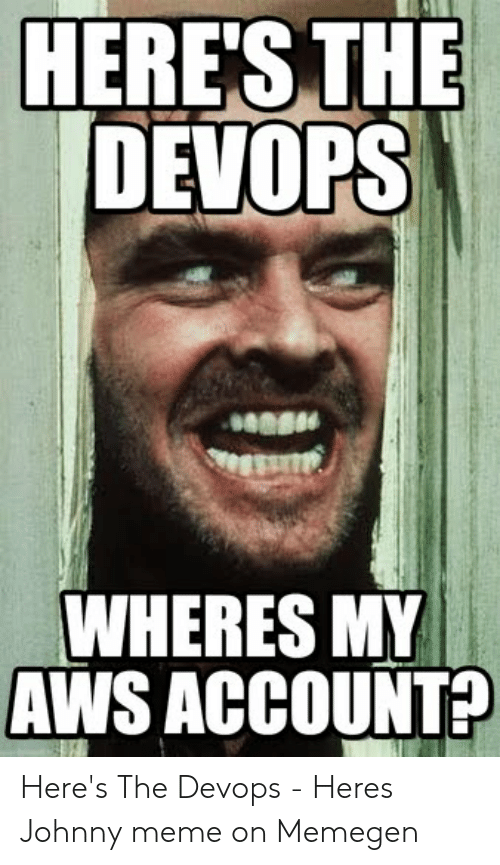 HERE'S THE
DEVOPS
WHERES MY
AWS ACCOUNT?
Here's The Devops - Heres
Johnny meme on Memegen